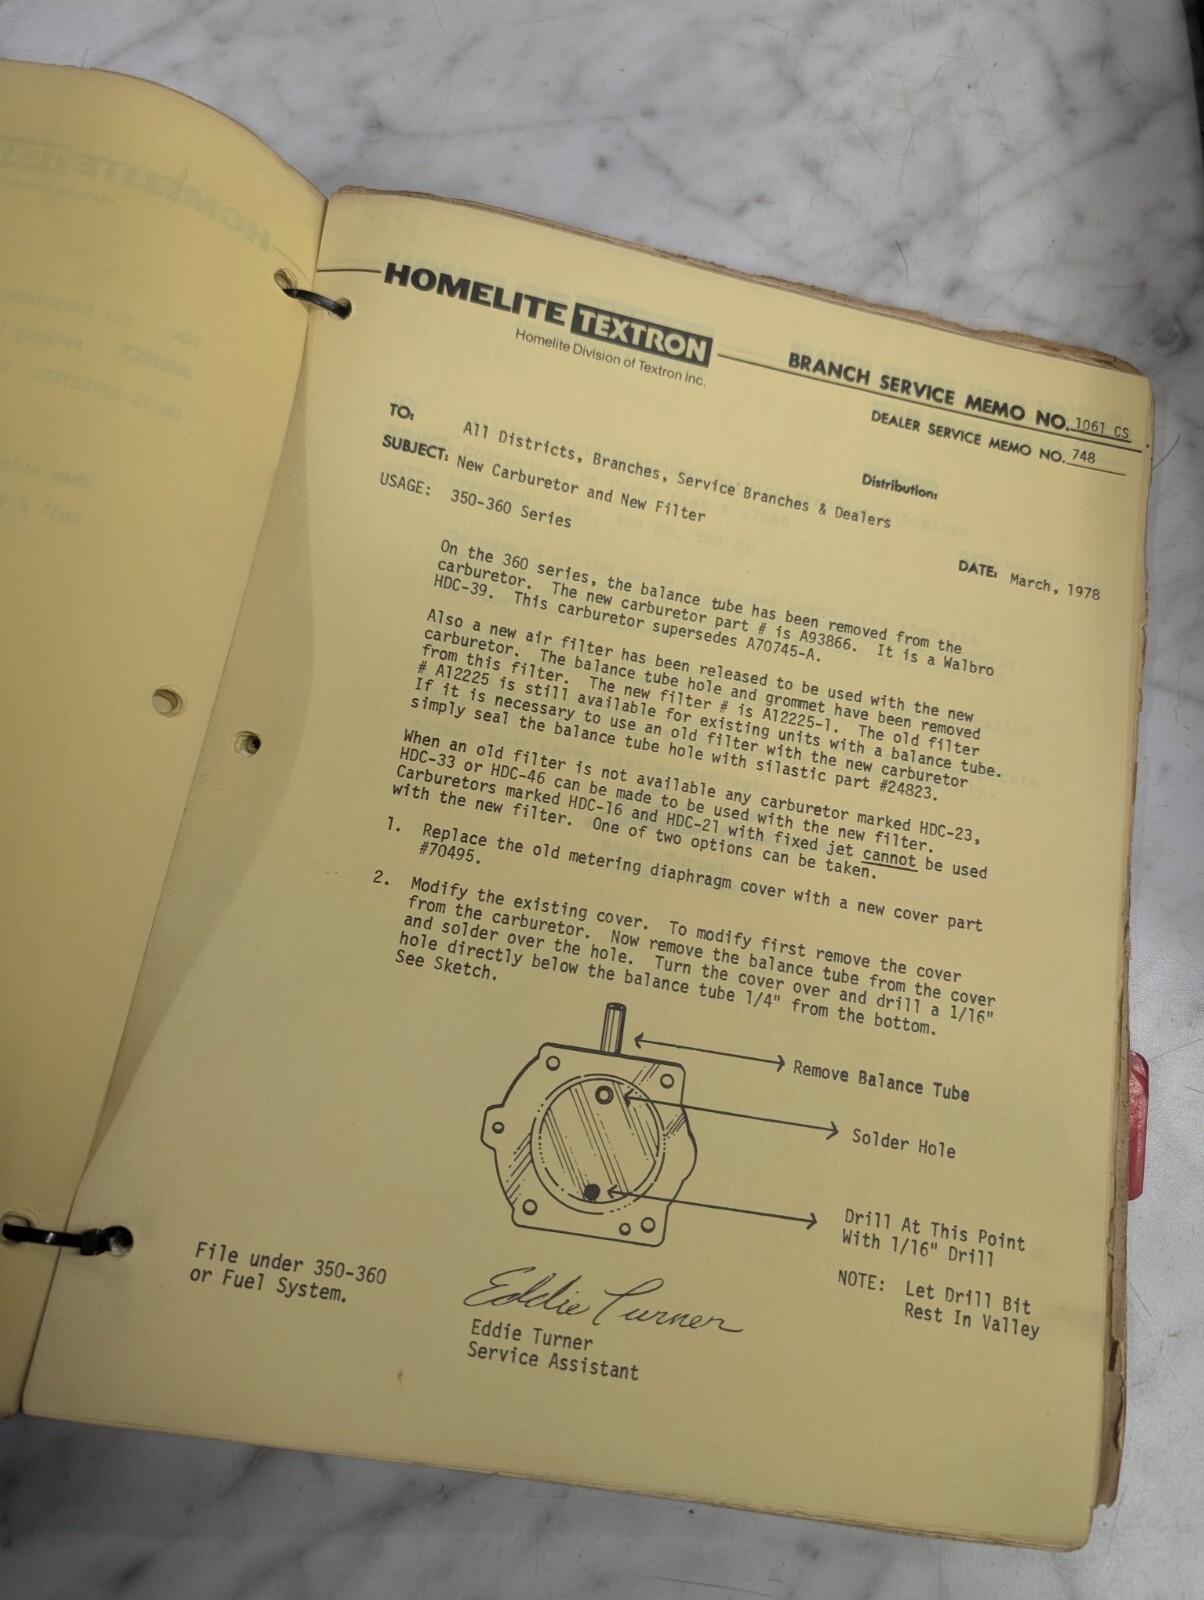 HOMELITE TEXTRON
Homelite Division of Textron Inc.
BRANCH SERVICE MEMO NO. 1061 CS
DEALER SERVICE MEMO NO. 748
Distribution:
TO: All Districts, Branches, Service Branches & Dealers
SUBJECT: New Carburetor and New Filter
USAGE: 350-360 Series
DATE: March, 1978
On the 360 series, the balance tube has been removed from the
carburetor. The new carburetor part # is A93866. It is a Walbro
HDC-39. This carburetor supersedes A70745-A.
Also a new air filter has been released to be used with the new
carburetor. The balance tube hole and grommet have been removed
from this filter. The new filter # is A12225-1. The old filter
# A12225 is still available for existing units with a balance tube.
If it is necessary to use an old filter with the new carburetor
simply seal the balance tube hole with silastic part #24823.
When an old filter is not available any carburetor marked HDC-23,
HDC-33 or HDC-46 can be made to be used with the new filter.
Carburetors marked HDC-16 and HDC-21 with fixed jet cannot be used
with the new filter. One of two options can be taken.
1. Replace the old metering diaphragm cover with a new cover part
#70495.
2. Modify the existing cover. To modify first remove the cover
from the carburetor. Now remove the balance tube from the cover
and solder over the hole. Turn the cover over and drill a 1/16"
hole directly below the balance tube 1/4" from the bottom.
See Sketch.
Remove Balance Tube
Solder Hole
Drill At This Point
With 1/16" Drill
NOTE: Let Drill Bit
Rest In Valley
File under 350-360
or Fuel System.
Eddie Turner
Eddie Turner
Service Assistant